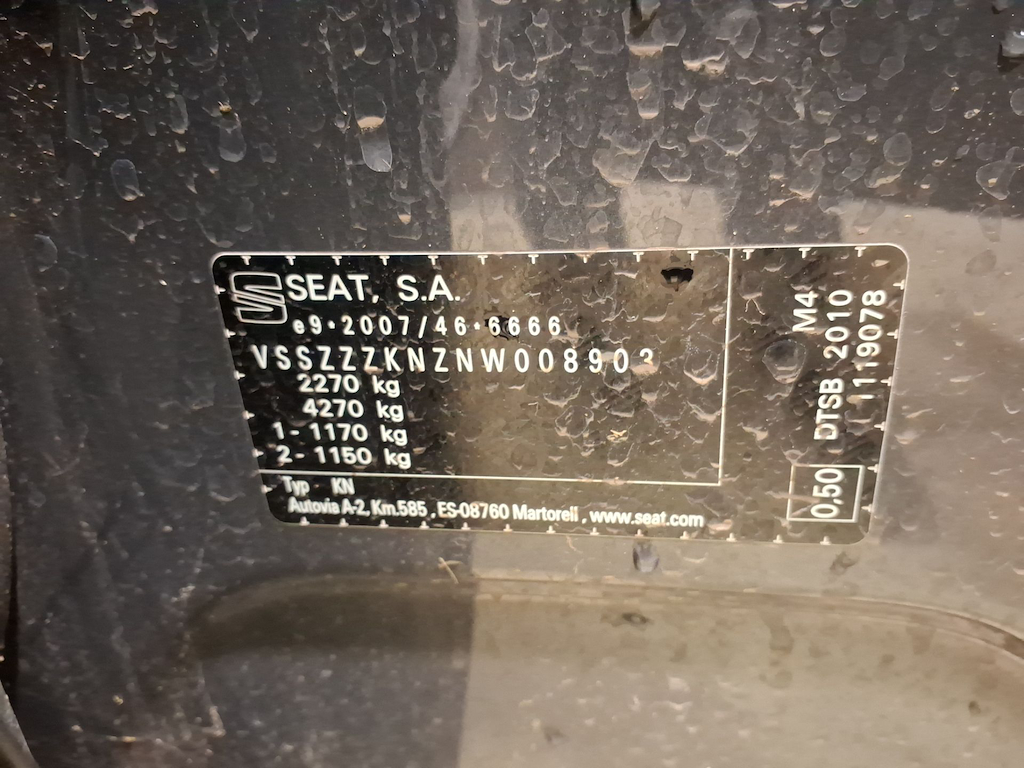 SEAT, S.A.
e9*2007/46*6666
VSSZZZKNZNW008903
2270 kg
4270 kg
1- 1170 kg
2- 1150 kg
Typ KN
Autovia A-2, Km.585 , ES-08760 Martorell , www.seat.com
M4
0,50 DTSB 2010
1119078